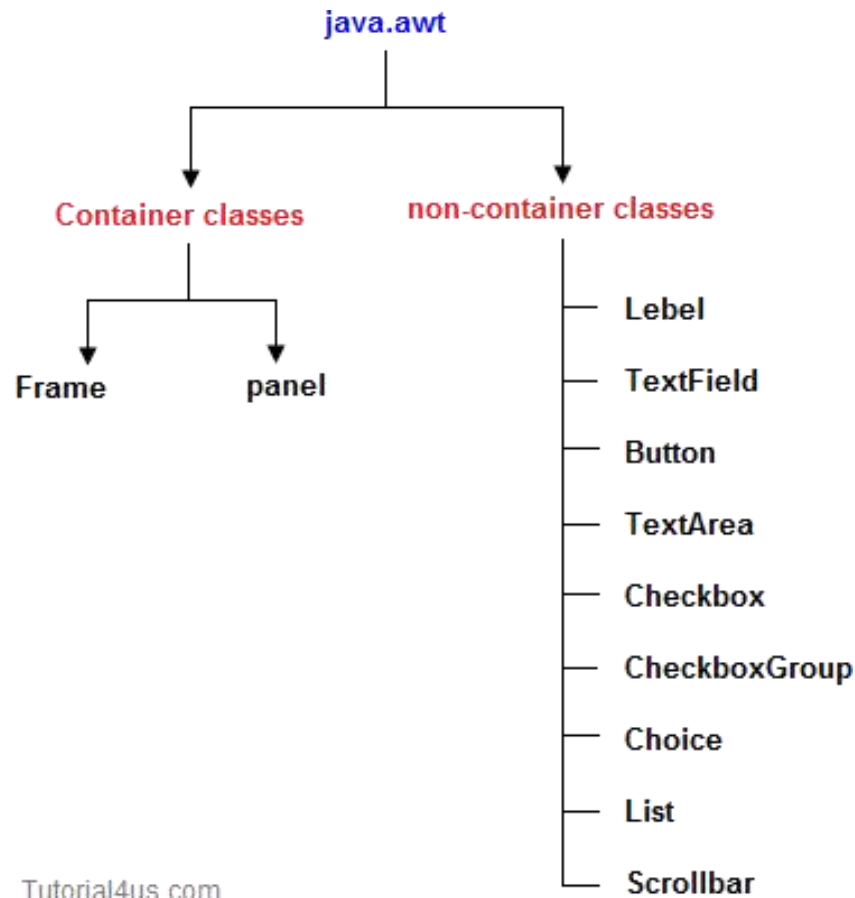 java.awt
Container classes
non-container classes
Frame
panel
Lebel
TextField
Button
TextArea
Checkbox
CheckboxGroup
Choice
List
Scrollbar
Tutorial4us.com